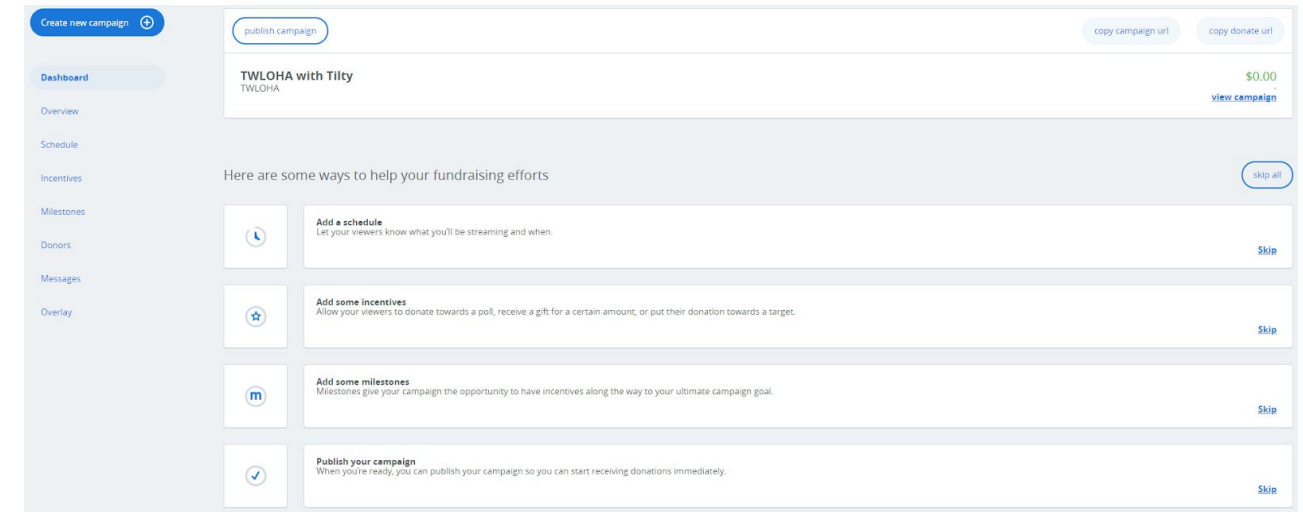 Create new campaign
Dashboard
Overview
Schedule
Incentives
Milestones
Donors
Messages
Overlay
publish campaign
copy campaign url
copy donate url
TWLOHA with Tilty
TWLOHA
$0.00
view campaign
Here are some ways to help your fundraising efforts
skip all
Add a schedule
Let your viewers know what you'll be streaming and when.
Skip
Add some incentives
Allow your viewers to donate towards a poll, receive a gift for a certain amount, or put their donation towards a target.
Skip
m
Add some milestones
Milestones give your campaign the opportunity to have incentives along the way to your ultimate campaign goal.
Skip
Publish your campaign
When you're ready, you can publish your campaign so you can start receiving donations immediately.
Skip